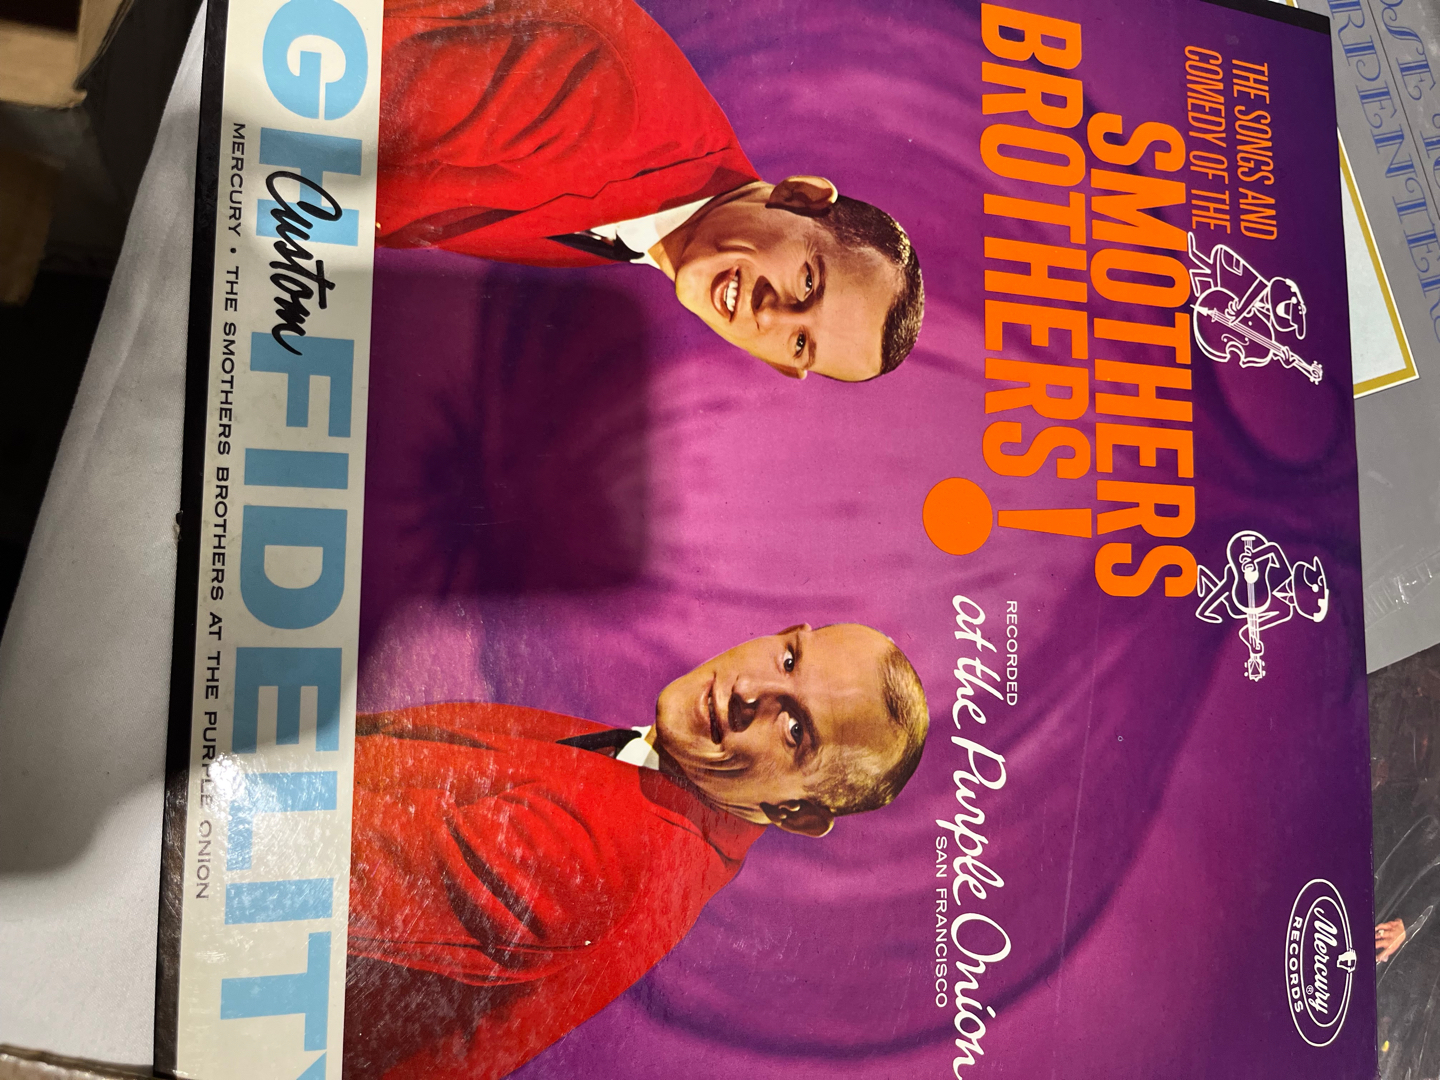 THE SONGS AND
COMEDY OF THE
SMOTHERS
BROTHERS!
RECORDED
at the Purple Onion
SAN FRANCISCO
Mercury®
RECORDS
GH FIDELITY
Custom
MERCURY • THE SMOTHERS BROTHERS AT THE PURPLE ONION